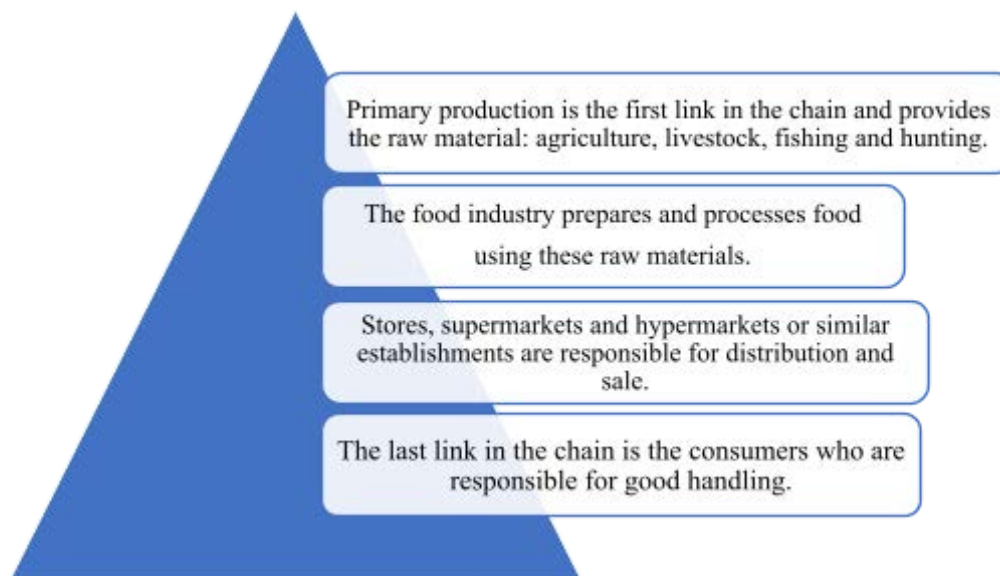 Primary production is the first link in the chain and provides
the raw material: agriculture, livestock, fishing and hunting.
The food industry prepares and processes food
using these raw materials.
Stores, supermarkets and hypermarkets or similar
establishments are responsible for distribution and
sale.
The last link in the chain is the consumers who are
responsible for good handling.